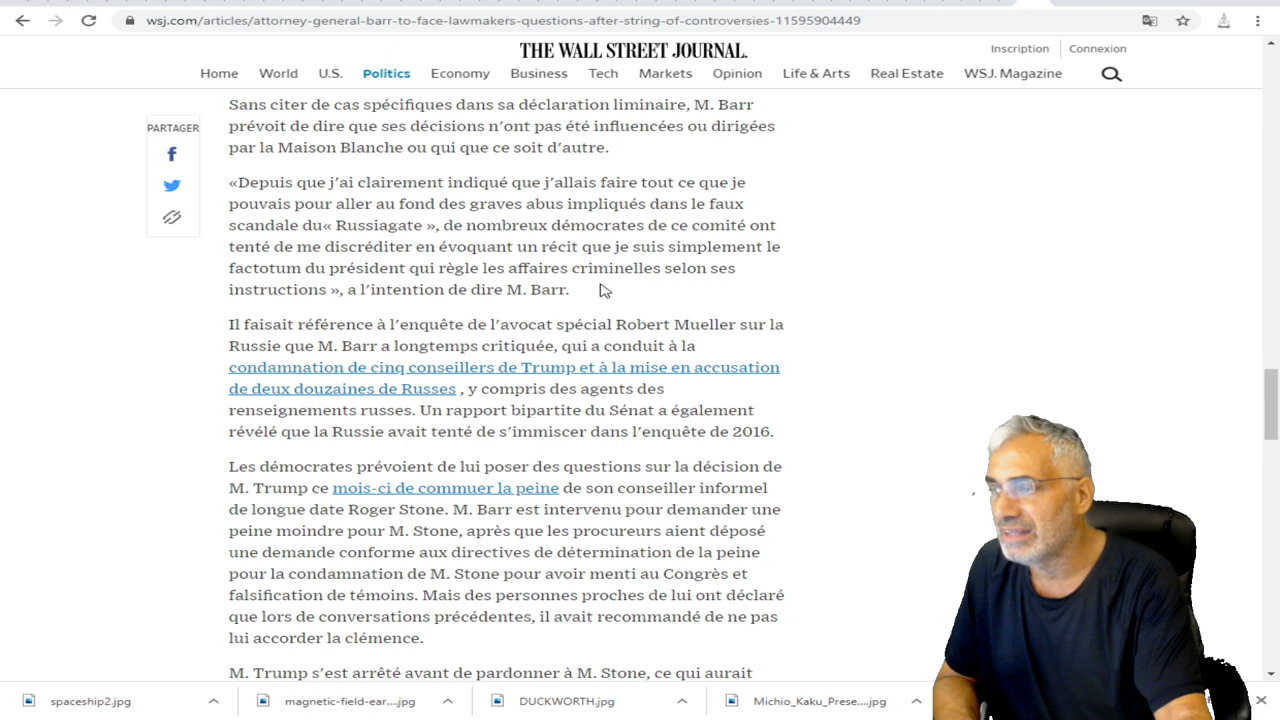 wsj.com/articles/attorney-general-barr-to-face-lawmakers-questions-after-string-of-controversies-11595904449
THE WALL STREET JOURNAL.
Inscription
Connexion
Home World U.S. Politics Economy Business Tech Markets Opinion Life & Arts Real Estate WSJ. Magazine
PARTAGER
Sans citer de cas spécifiques dans sa déclaration liminaire, M. Barr
prévoit de dire que ses décisions n'ont pas été influencées ou dirigées
par la Maison Blanche ou qui que ce soit d'autre.
«Depuis que j'ai clairement indiqué que j'allais faire tout ce que je
pouvais pour aller au fond des graves abus impliqués dans le faux
scandale du« Russiagate », de nombreux démocrates de ce comité ont
tenté de me discréditer en évoquant un récit que je suis simplement le
factotum du président qui règle les affaires criminelles selon ses
instructions », a l'intention de dire M. Barr.
Il faisait référence à l'enquête de l'avocat spécial Robert Mueller sur la
Russie que M. Barr a longtemps critiquée, qui a conduit à la
condamnation de cinq conseillers de Trump et à la mise en accusation
de deux douzaines de Russes , y compris des agents des
renseignements russes. Un rapport bipartite du Sénat a également
révélé que la Russie avait tenté de s'immiscer dans l'enquête de 2016.
Les démocrates prévoient de lui poser des questions sur la décision de
M. Trump ce mois-ci de commuer la peine de son conseiller informel
de longue date Roger Stone. M. Barr est intervenu pour demander une
peine moindre pour M. Stone, après que les procureurs aient déposé
une demande conforme aux directives de détermination de la peine
pour la condamnation de M. Stone pour avoir menti au Congrès et
falsification de témoins. Mais des personnes proches de lui ont déclaré
que lors de conversations précédentes, il avait recommandé de ne pas
lui accorder la clémence.
M. Trump s'est arrêté avant de pardonner à M. Stone, ce qui aurait
spaceship2.jpg
magnetic-field-ear....jpg
DUCKWORTH.jpg
Michio_Kaku_Prese....jpg